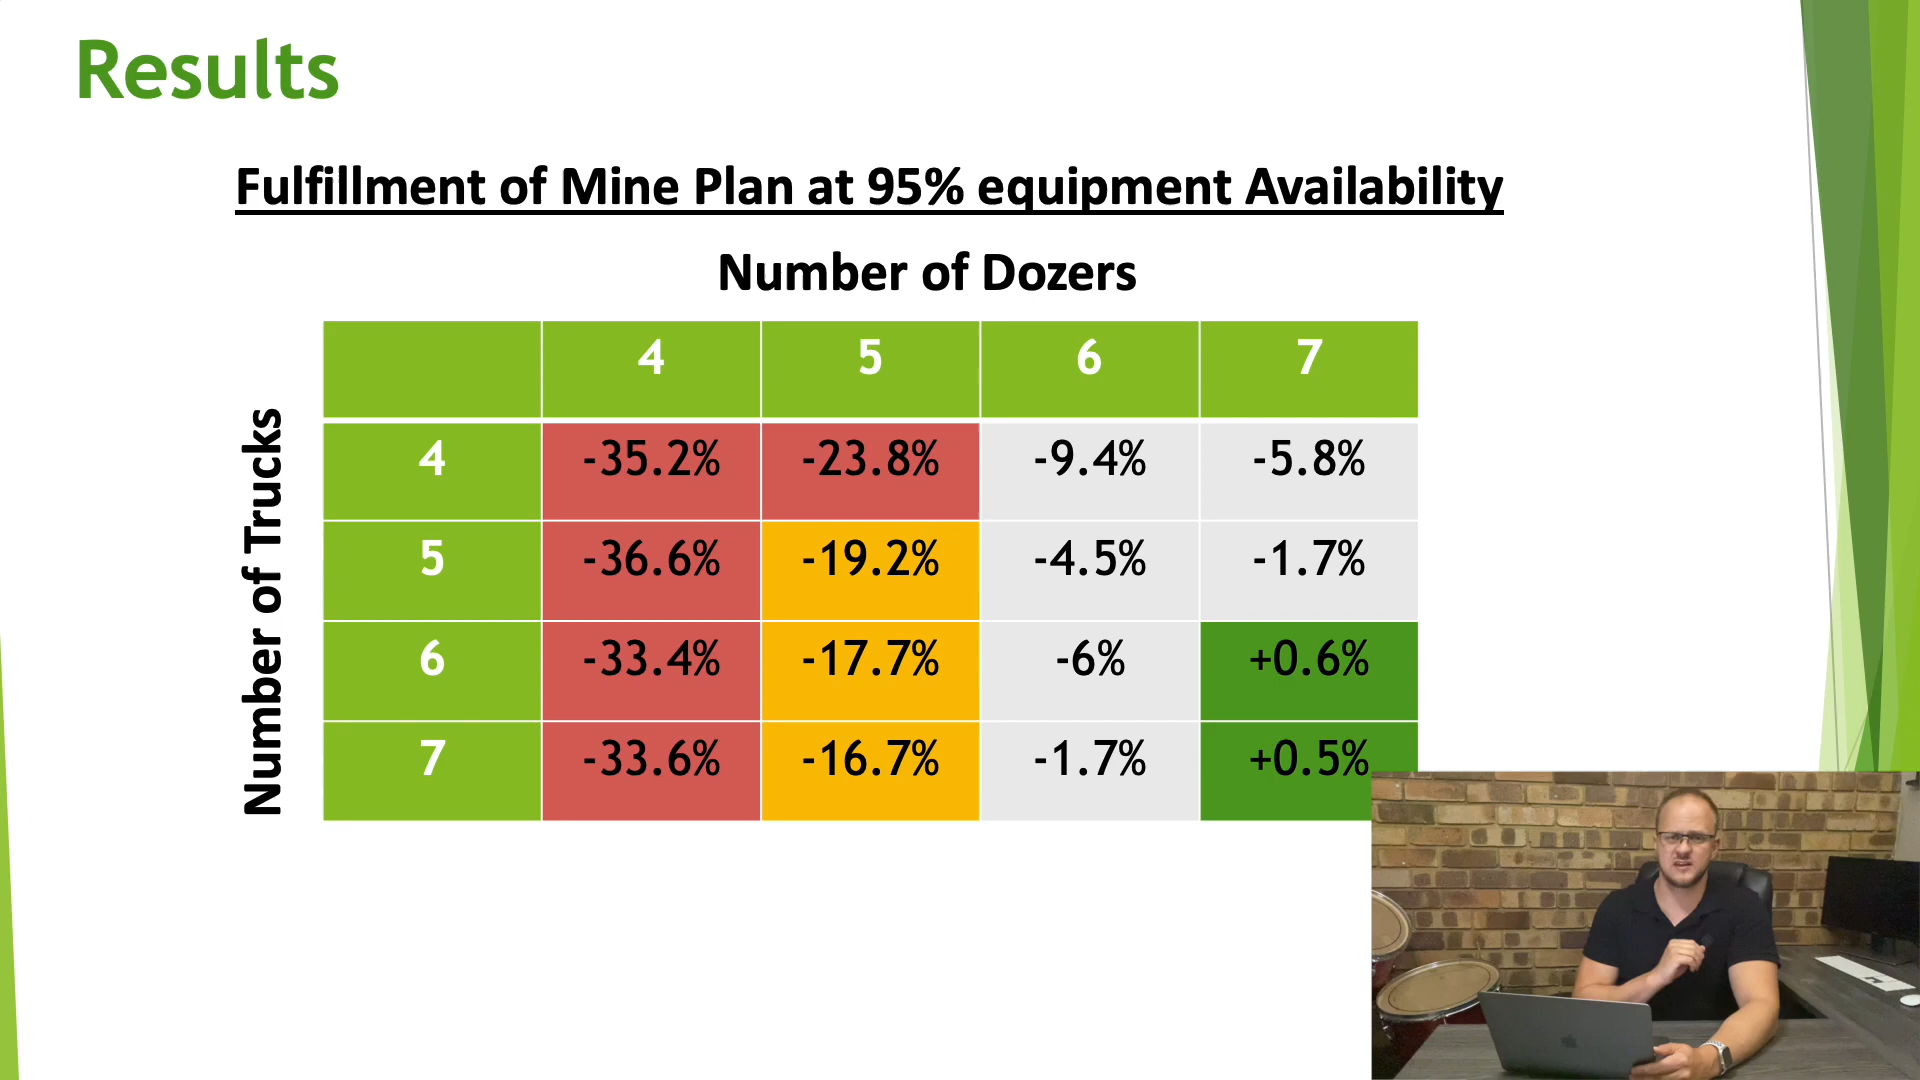 Results
Fulfillment of Mine Plan at 95% equipment Availability
Number of Dozers
Number of Trucks
4 5 6 7
4 -35.2% -23.8% -9.4% -5.8%
5 -36.6% -19.2% -4.5% -1.7%
6 -33.4% -17.7% -6% +0.6%
7 -33.6% -16.7% -1.7% +0.5%